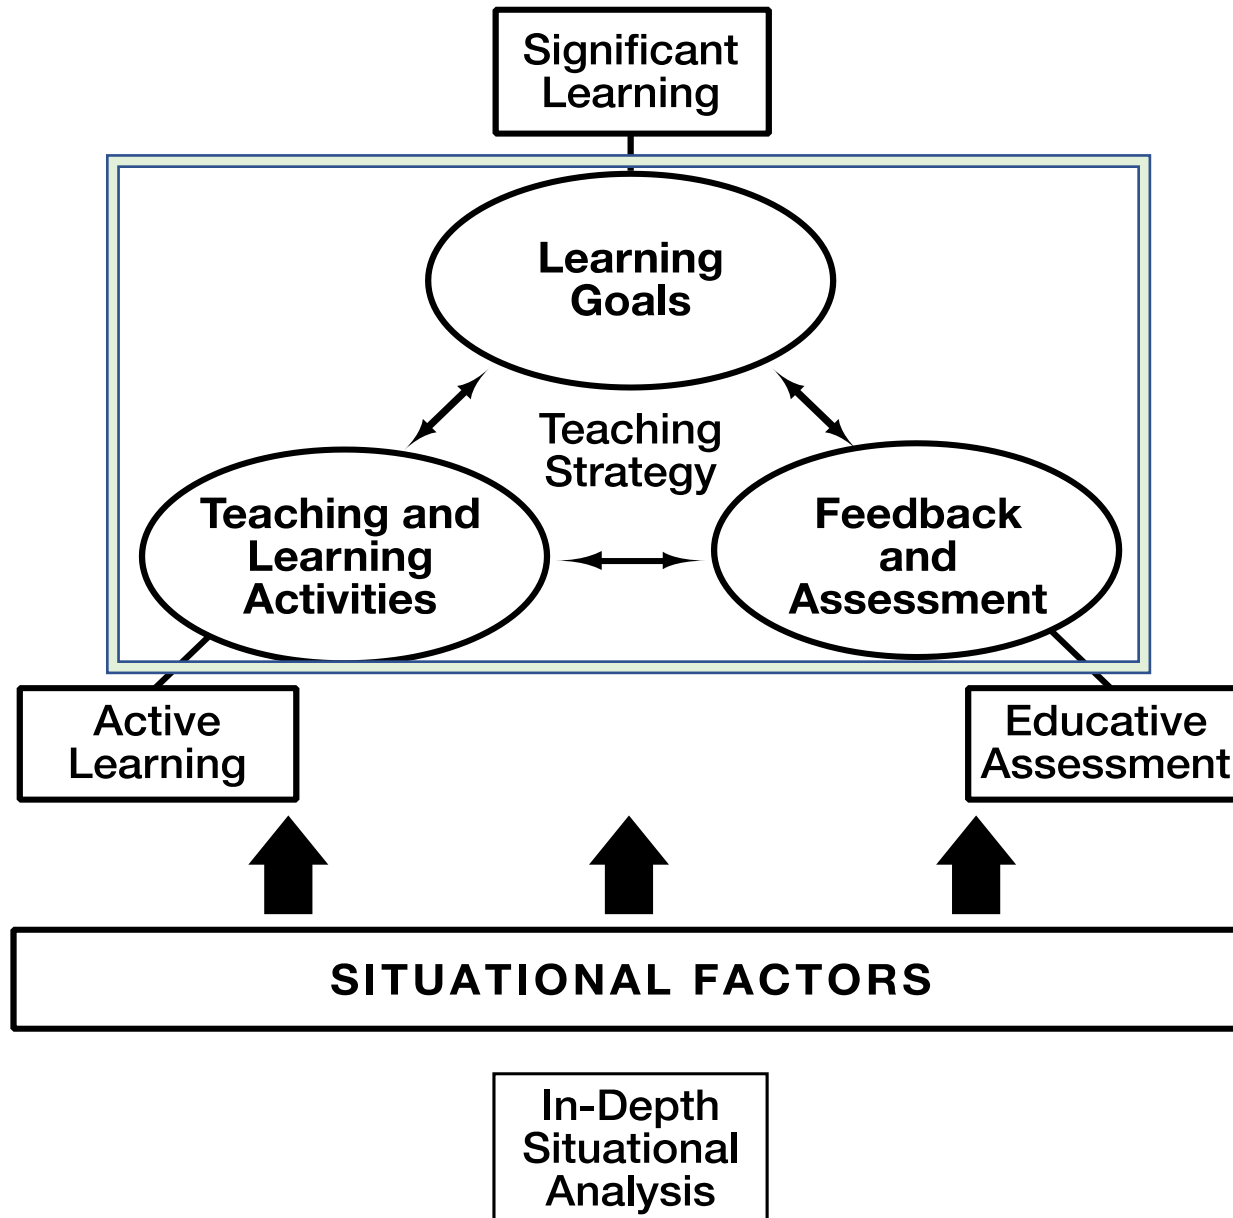 Significant
Learning
Learning
Goals
Teaching
Strategy
Teaching and
Learning
Activities
Feedback
and
Assessment
Active
Learning
Educative
Assessment
SITUATIONAL FACTORS
In-Depth
Situational
Analysis